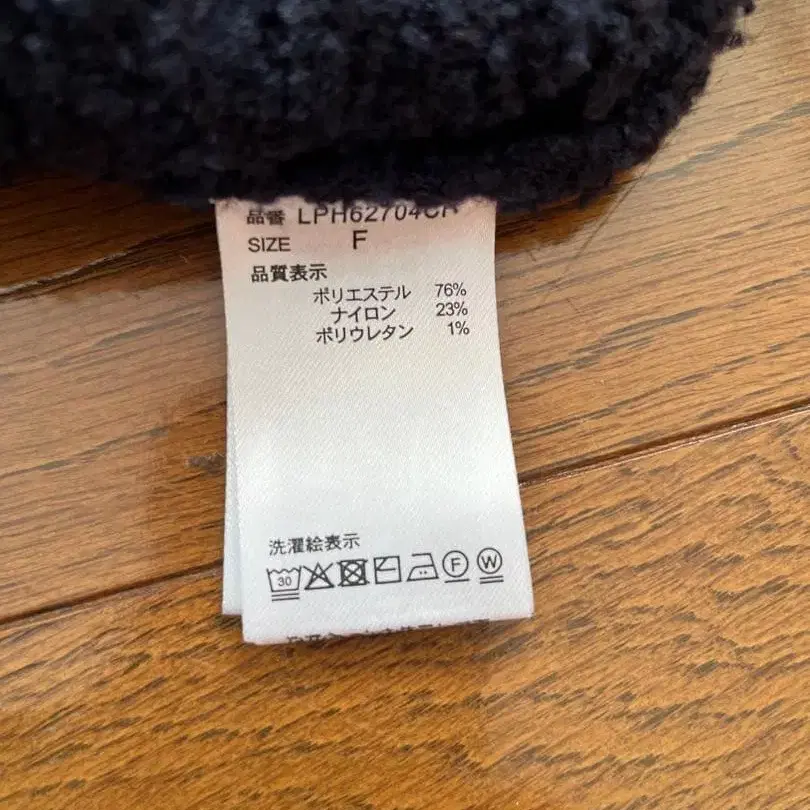 品番 LPH62704CR
SIZE F
品質表示
ポリエステル 76%
ナイロン 23%
ポリウレタン 1%
洗濯絵表示
30 F W